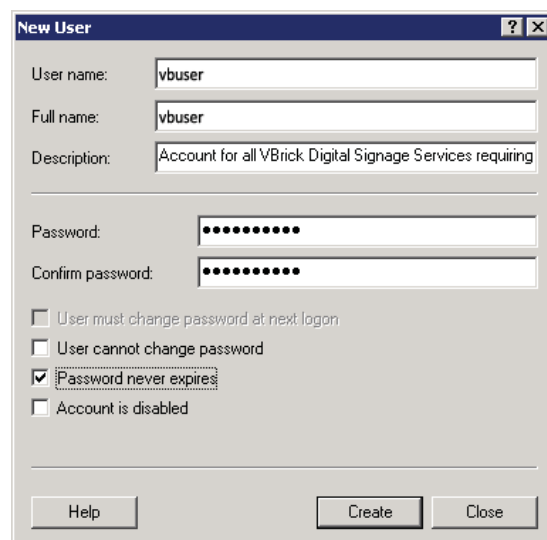 New User
User name: vbuser
Full name: vbuser
Description: Account for all VBrick Digital Signage Services requiring
Password: ●●●●●●●●●●
Confirm password: ●●●●●●●●●●
User must change password at next logon
User cannot change password
Password never expires
Account is disabled
Help Create Close